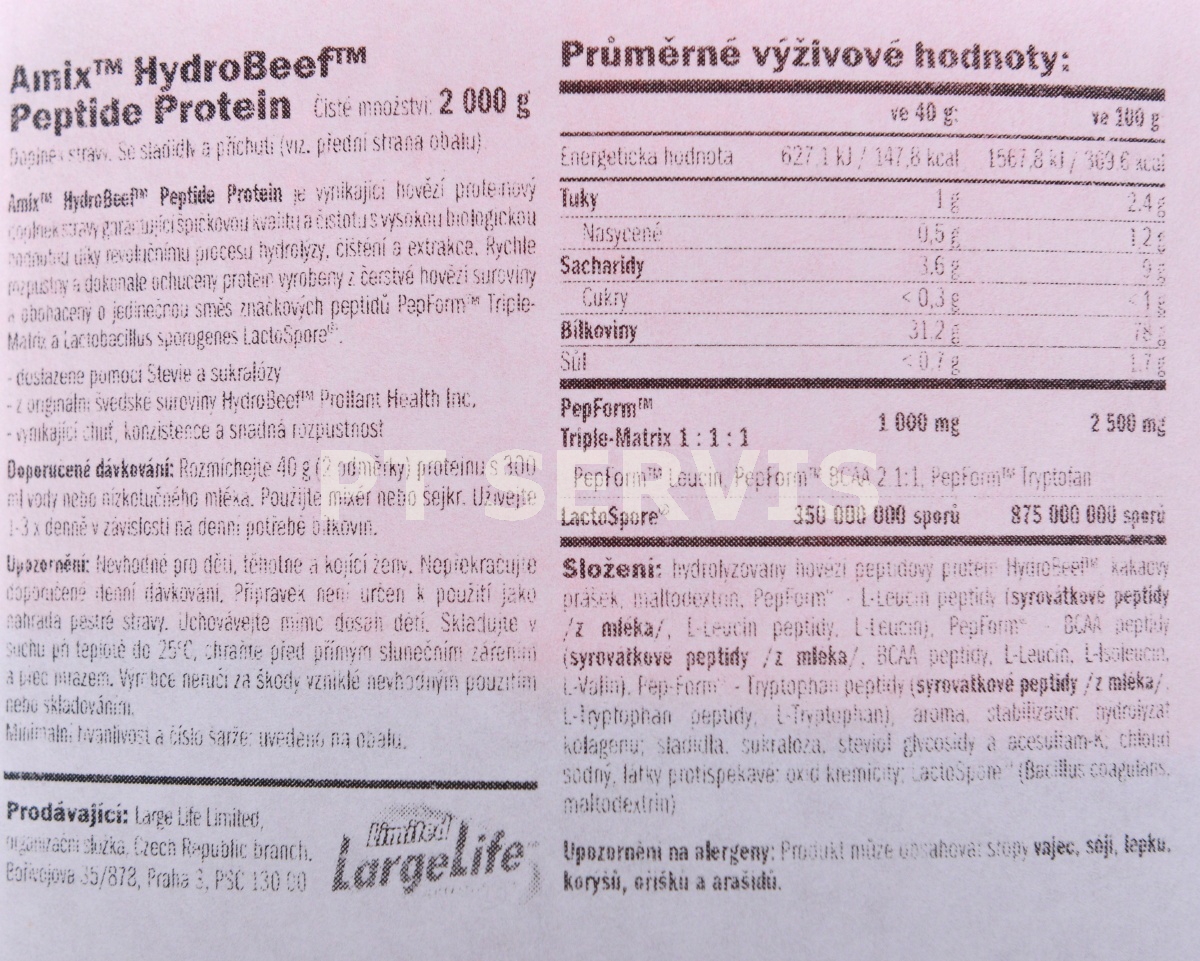 Amix™ HydroBeef™
Peptide Protein Čisté množství: 2 000 g
Doplněk stravy. Se sladidly a příchutí (viz. přední strana obalu)
Amix™ HydroBeef™ Peptide Protein je vynikající hovězí proteinový
doplněk stravy garantující špičkovou kvalitu a čistotu s vysokou biologickou
hodnotou díky revolučnímu procesu hydrolýzy, čištění a extrakce. Rychle
rozpustný a dokonale ochucený protein vyrobený z čerstvé hovězí suroviny
a obohacený o jedinečnou směs značkových peptidů PepForm™ Triple-
Matrix a Lactobacillus sporogenes LactoSpore®.
- doslazené pomocí Stevie a sukralózy
- z originální švédské suroviny HydroBeef™ Proliant Health Inc.
- vynikající chuť, konzistence a snadná rozpustnost
Doporučené dávkování: Rozmíchejte 40 g (2 odměrky) proteinu s 300
ml vody nebo nízkotučného mléka. Použijte mixér nebo šejkr. Užívejte
1-3 x denně v závislosti na denní potřebě bílkovin.
Upozornění: Nevhodné pro děti, těhotné a kojící ženy. Nepřekračujte
doporučené denní dávkování. Přípravek není určen k použití jako
náhrada pestré stravy. Uchovávejte mimo dosah dětí. Skladujte v
suchu při teplotě do 25°C, chraňte před přímým slunečním zářením
a před mrazem. Výrobce neručí za škody vzniklé nevhodným použitím
nebo skladováním.
Minimální trvanlivost a číslo šarže: uvedeno na obalu.
Prodávající: Large Life Limited,
organizační složka, Czech Republic branch,
Bořivojova 35/878, Praha 3, PSČ 130 00
Limited
LargeLife
Průměrné výživové hodnoty:
ve 40 g: ve 100 g:
Energetická hodnota 627,1 kJ / 147,8 kcal 1567,8 kJ / 369,6 kcal
Tuky 1 g 2,4 g
Nasycené 0,5 g 1,2 g
Sacharidy 3,6 g 9 g
Cukry < 0,3 g < 1 g
Bílkoviny 31,2 g 78 g
Sůl < 0,7 g 1,7 g
PepForm™
Triple-Matrix 1 : 1 : 1 1 000 mg 2 500 mg
PepForm™ Leucin, PepForm™ BCAA 2:1:1, PepForm™ Tryptofan
LactoSpore® 350 000 000 sporů 875 000 000 sporů
Složení: hydrolyzovaný hovězí peptidový protein HydroBeef™, kakaový
prášek, maltodextrin, PepForm® - L-Leucin peptidy (syrovátkové peptidy
/z mléka/, L-Leucin peptidy, L-Leucin), PepForm® - BCAA peptidy
(syrovátkové peptidy /z mléka/, BCAA peptidy, L-Leucin, L-Isoleucin,
L-Valin), Pep-Form® - Tryptophan peptidy (syrovátkové peptidy /z mléka/,
L-Tryptophan peptidy, L-Tryptophan), aroma, stabilizátor: hydrolyzát
kolagenu; sladidla: sukralóza, steviol glycosidy a acesulfam-K; chlorid
sodný, látky protispékavé: oxid křemičitý; LactoSpore® (Bacillus coagulans,
maltodextrin)
Upozornění na alergeny: Produkt může obsahovat stopy vajec, sóji, lepku,
korýšů, oříšků a arašídů.
PT SERVIS